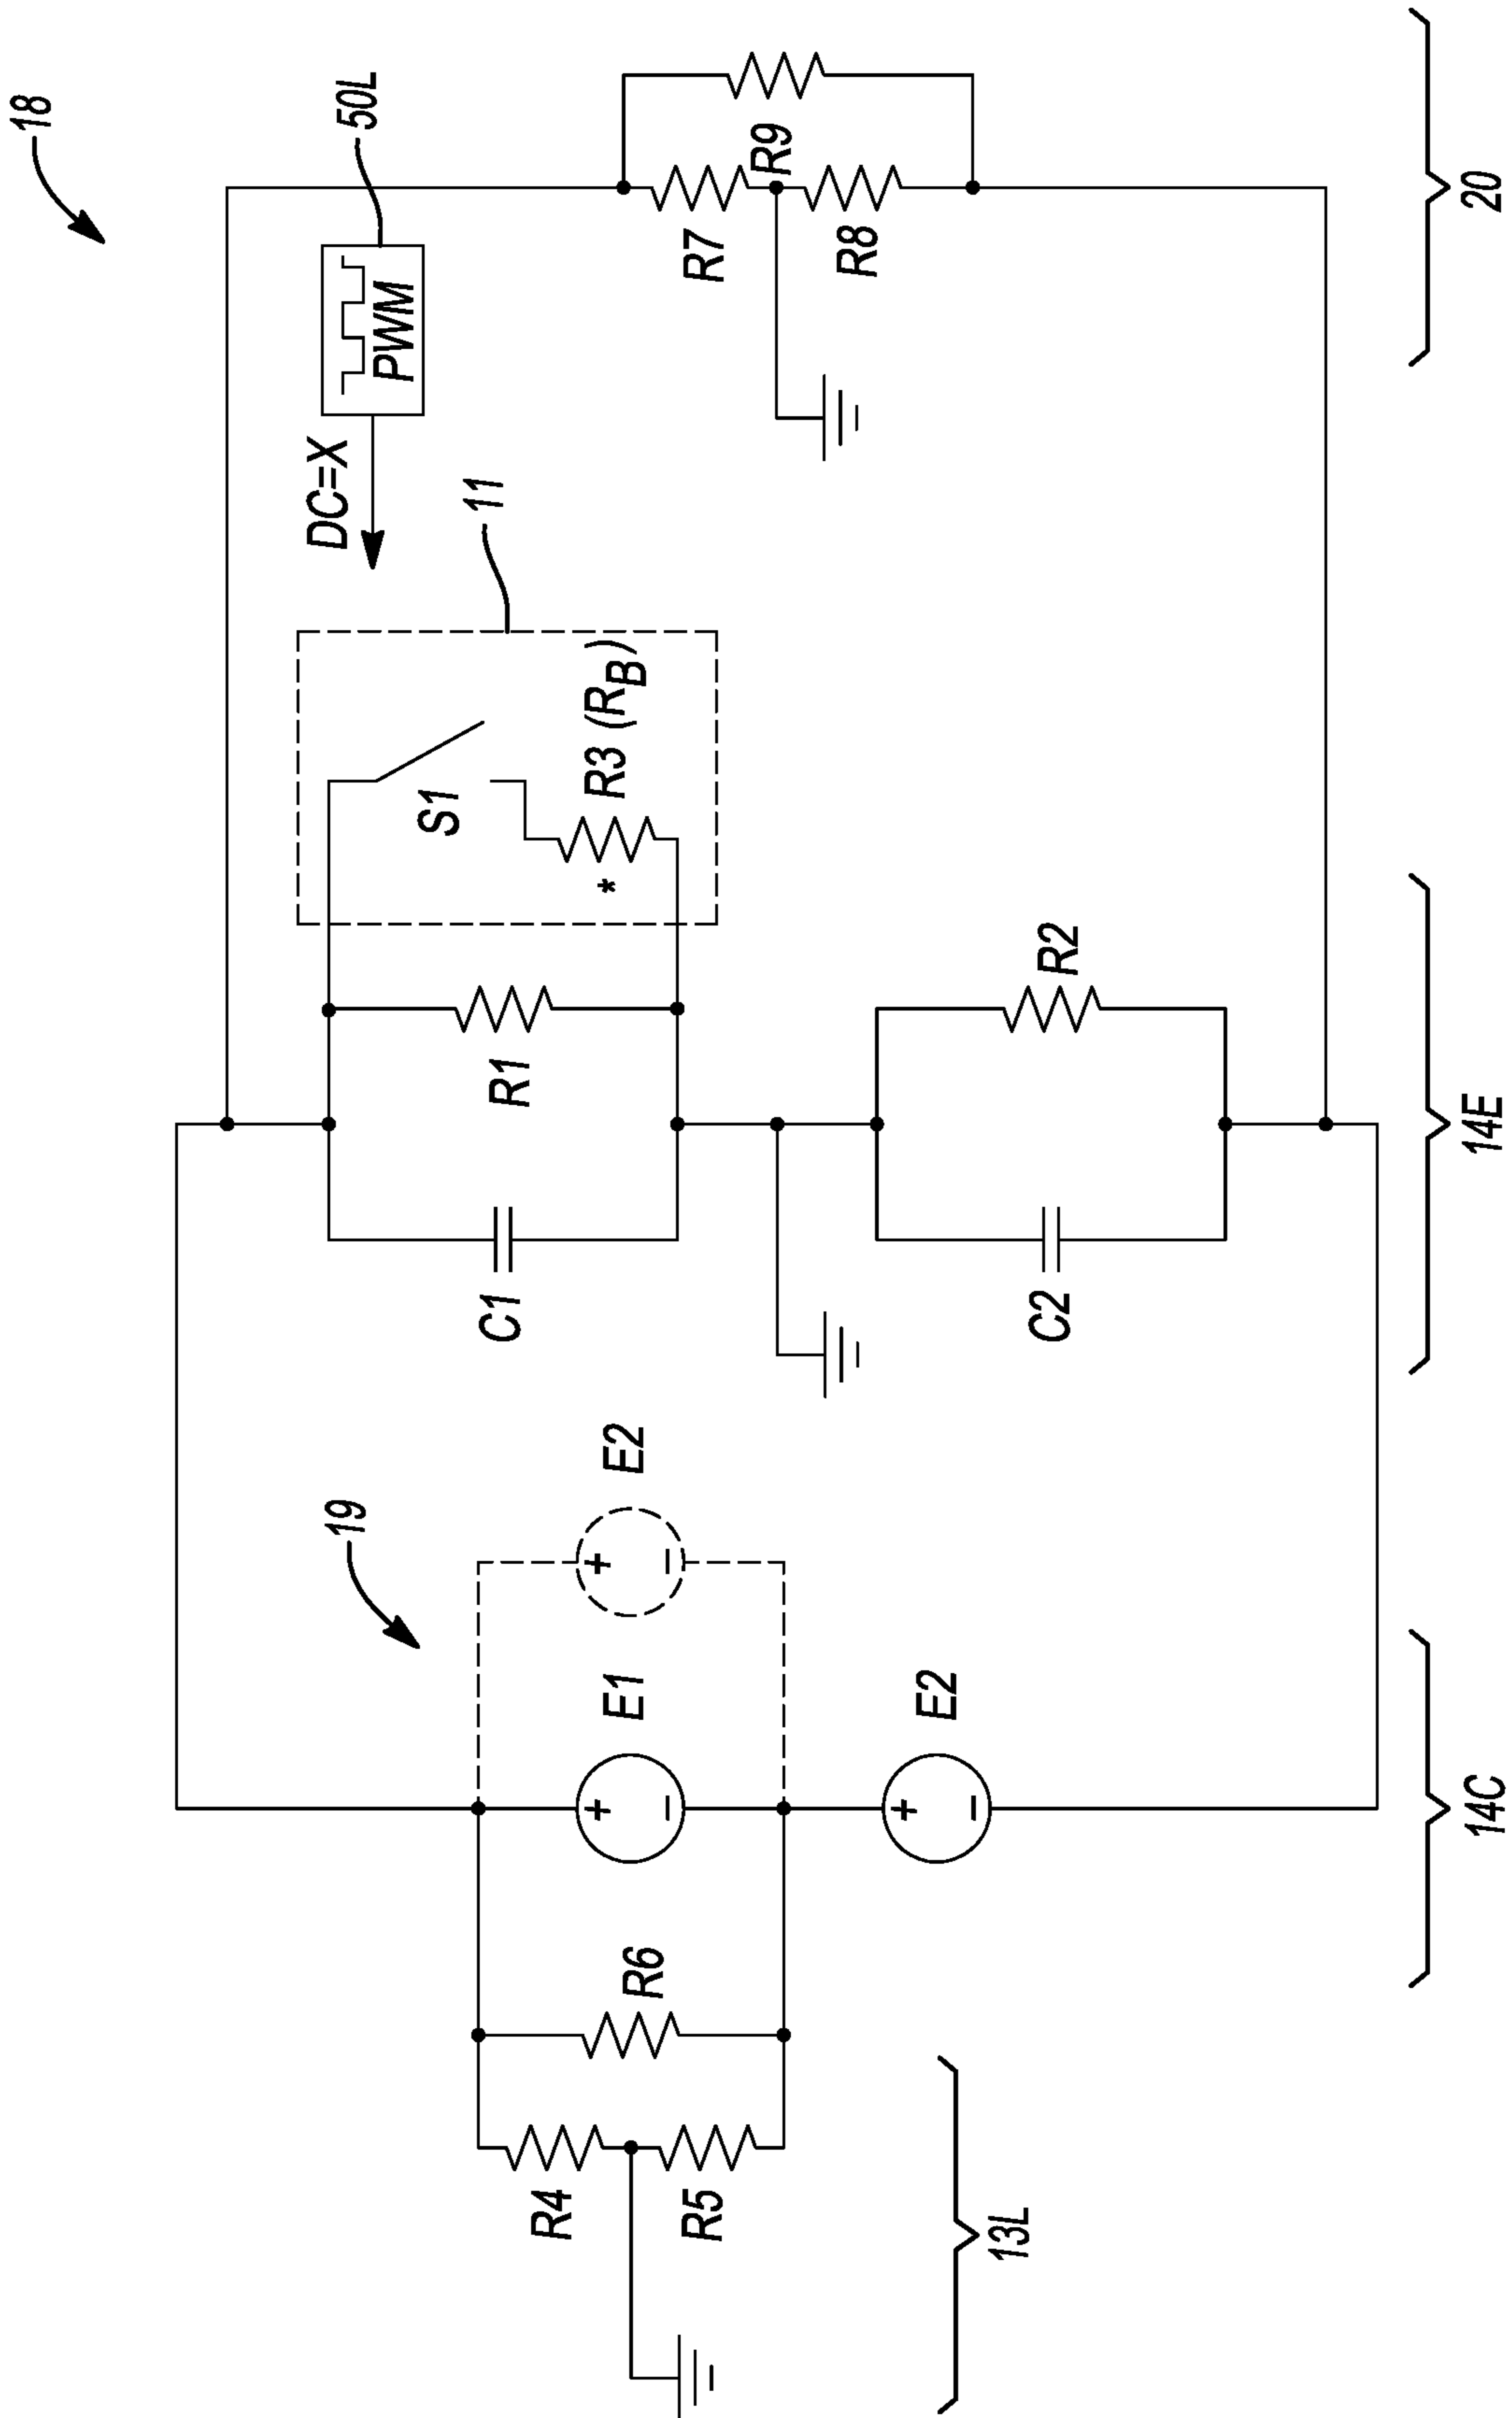 18
50L
PWM
DC=X
11
S1
R3 (RB)
*
R1
C1
R2
C2
R7
R9
R8
20
14E
19
E2
+
−
E1
+
−
E2
+
−
14C
R6
R4
R5
13L